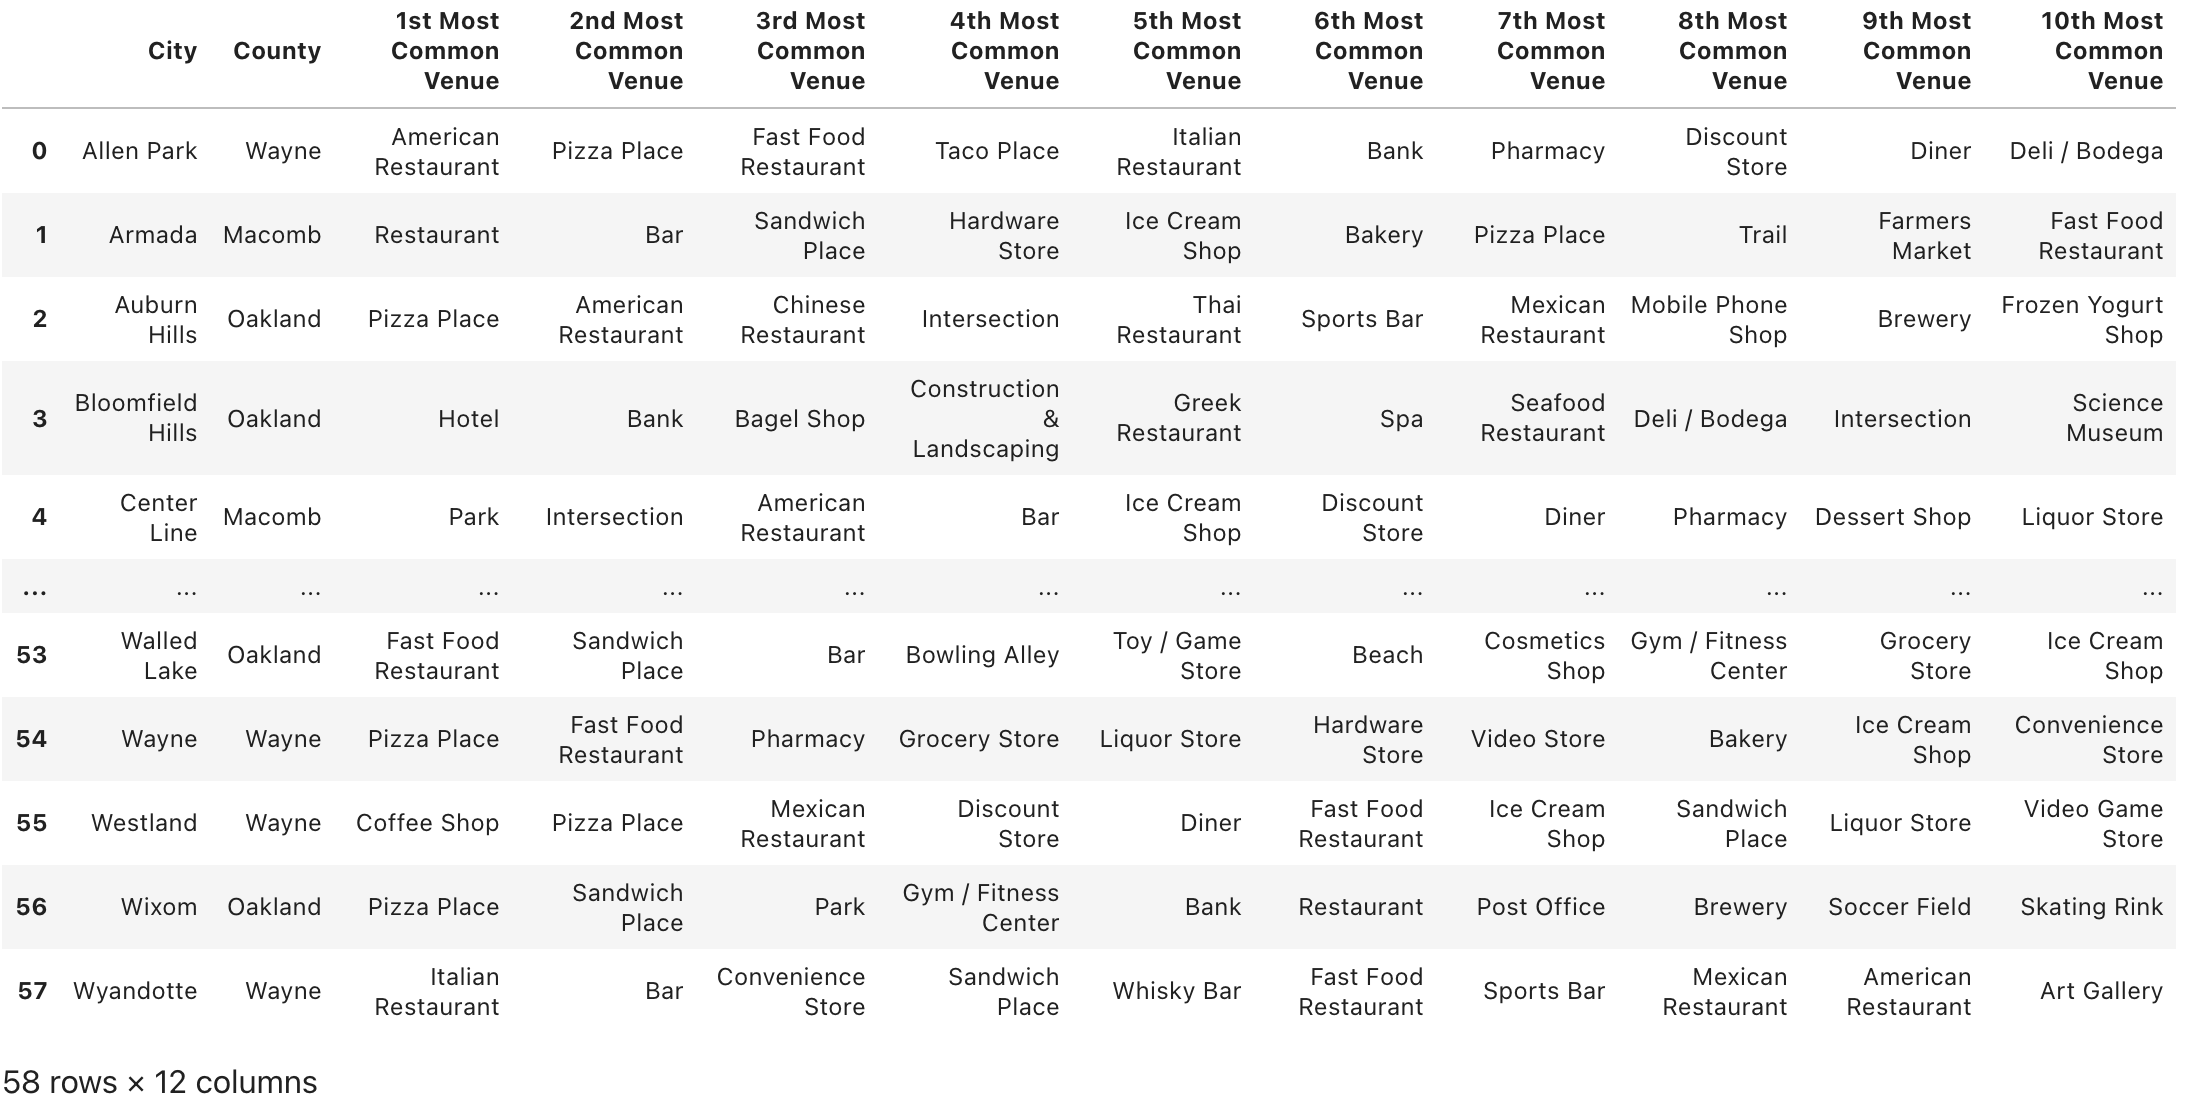 City County 1st Most Common Venue 2nd Most Common Venue 3rd Most Common Venue 4th Most Common Venue 5th Most Common Venue 6th Most Common Venue 7th Most Common Venue 8th Most Common Venue 9th Most Common Venue 10th Most Common Venue
0 Allen Park Wayne American Restaurant Pizza Place Fast Food Restaurant Taco Place Italian Restaurant Bank Pharmacy Discount Store Diner Deli / Bodega
1 Armada Macomb Restaurant Bar Sandwich Place Hardware Store Ice Cream Shop Bakery Pizza Place Trail Farmers Market Fast Food Restaurant
2 Auburn Hills Oakland Pizza Place American Restaurant Chinese Restaurant Intersection Thai Restaurant Sports Bar Mexican Restaurant Mobile Phone Shop Brewery Frozen Yogurt Shop
3 Bloomfield Hills Oakland Hotel Bank Bagel Shop Construction & Landscaping Greek Restaurant Spa Seafood Restaurant Deli / Bodega Intersection Science Museum
4 Center Line Macomb Park Intersection American Restaurant Bar Ice Cream Shop Discount Store Diner Pharmacy Dessert Shop Liquor Store
... ... ... ... ... ... ... ... ... ... ... ... ...
53 Walled Lake Oakland Fast Food Restaurant Sandwich Place Bar Bowling Alley Toy / Game Store Beach Cosmetics Shop Gym / Fitness Center Grocery Store Ice Cream Shop
54 Wayne Wayne Pizza Place Fast Food Restaurant Pharmacy Grocery Store Liquor Store Hardware Store Video Store Bakery Ice Cream Shop Convenience Store
55 Westland Wayne Coffee Shop Pizza Place Mexican Restaurant Discount Store Diner Fast Food Restaurant Ice Cream Shop Sandwich Place Liquor Store Video Game Store
56 Wixom Oakland Pizza Place Sandwich Place Park Gym / Fitness Center Bank Restaurant Post Office Brewery Soccer Field Skating Rink
57 Wyandotte Wayne Italian Restaurant Bar Convenience Store Sandwich Place Whisky Bar Fast Food Restaurant Sports Bar Mexican Restaurant American Restaurant Art Gallery
58 rows × 12 columns